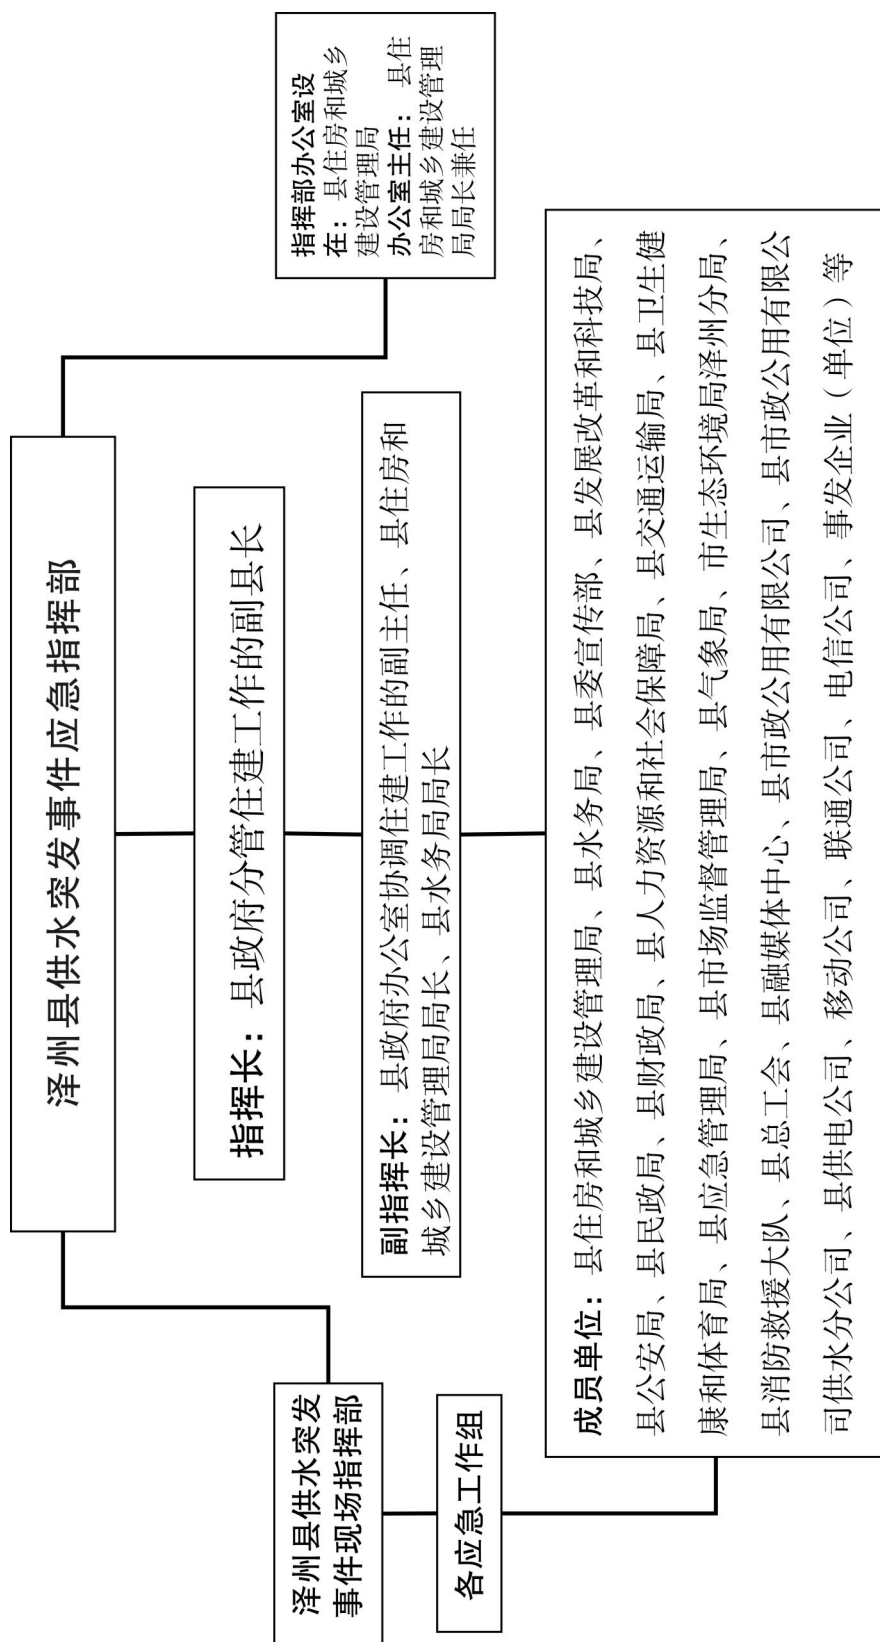 泽州县供水突发事件应急指挥部
指挥长：县政府分管住建工作的副县长
副指挥长：县政府办公室协调住建工作的副主任、县住房和
城乡建设管理局局长、县水务局局长
指挥部办公室设
在：县住房和城乡
建设管理局
办公室主任：县住
房和城乡建设管理
局局长兼任
泽州县供水突发
事件现场指挥部
各应急工作组
成员单位：县住房和城乡建设管理局、县水务局、县委宣传部、县发展改革和科技局、
县公安局、县民政局、县财政局、县人力资源和社会保障局、县交通运输局、县卫生健
康和体育局、县应急管理局、县市场监督管理局、县气象局、市生态环境局泽州分局、
县消防救援大队、县总工会、县融媒体中心、县市政公用有限公司、县市政公用有限公
司供水分公司、县供电公司、移动公司、联通公司、电信公司、事发企业（单位）等